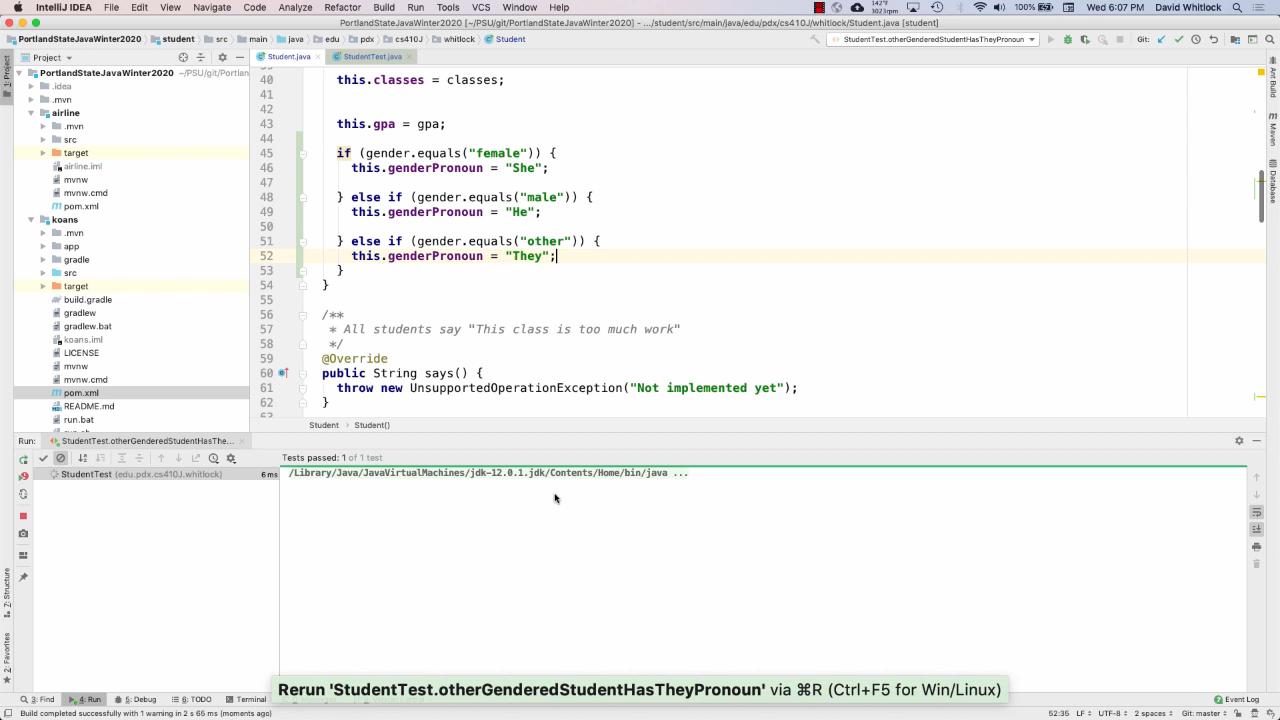 IntelliJ IDEA File Edit View Navigate Code Analyze Refactor Build Run Tools VCS Window Help 142°F 3023rpm 100% Wed 6:07 PM David Whitlock
PortlandStateJavaWinter2020 [~/PSU/git/PortlandStateJavaWinter2020] - .../student/src/main/java/edu/pdx/cs410J/whitlock/Student.java [student]
PortlandStateJavaWinter2020 student src main java edu pdx cs410J whitlock Student StudentTest.otherGenderedStudentHasTheyPronoun Git:
Project
Student.java StudentTest.java
1: Project
PortlandStateJavaWinter2020 ~/PSU/git/Portlan
.idea
.mvn
airline
.mvn
src
target
airline.iml
mvnw
mvnw.cmd
pom.xml
koans
.mvn
app
gradle
src
target
build.gradle
gradlew
gradlew.bat
koans.iml
LICENSE
mvnw
mvnw.cmd
pom.xml
README.md
run.bat
40 this.classes = classes;
41
42
43 this.gpa = gpa;
44
45 if (gender.equals("female")) {
46 this.genderPronoun = "She";
47
48 } else if (gender.equals("male")) {
49 this.genderPronoun = "He";
50
51 } else if (gender.equals("other")) {
52 this.genderPronoun = "They";
53 }
54 }
55
56 /**
57 * All students say "This class is too much work"
58 */
59 @Override
60 public String says() {
61 throw new UnsupportedOperationException("Not implemented yet");
62 }
Student Student()
Ant Build
Maven
Database
Run: StudentTest.otherGenderedStudentHasThe...
Tests passed: 1 of 1 test
StudentTest (edu.pdx.cs410J.whitlock) 6 ms
/Library/Java/JavaVirtualMachines/jdk-12.0.1.jdk/Contents/Home/bin/java ...
7: Structure
2: Favorites
Rerun 'StudentTest.otherGenderedStudentHasTheyPronoun' via ⌘R (Ctrl+F5 for Win/Linux)
3: Find 4: Run 5: Debug 6: TODO Terminal Event Log
Build completed successfully with 1 warning in 2 s 65 ms (moments ago) 52:35 LF UTF-8 2 spaces Git: master